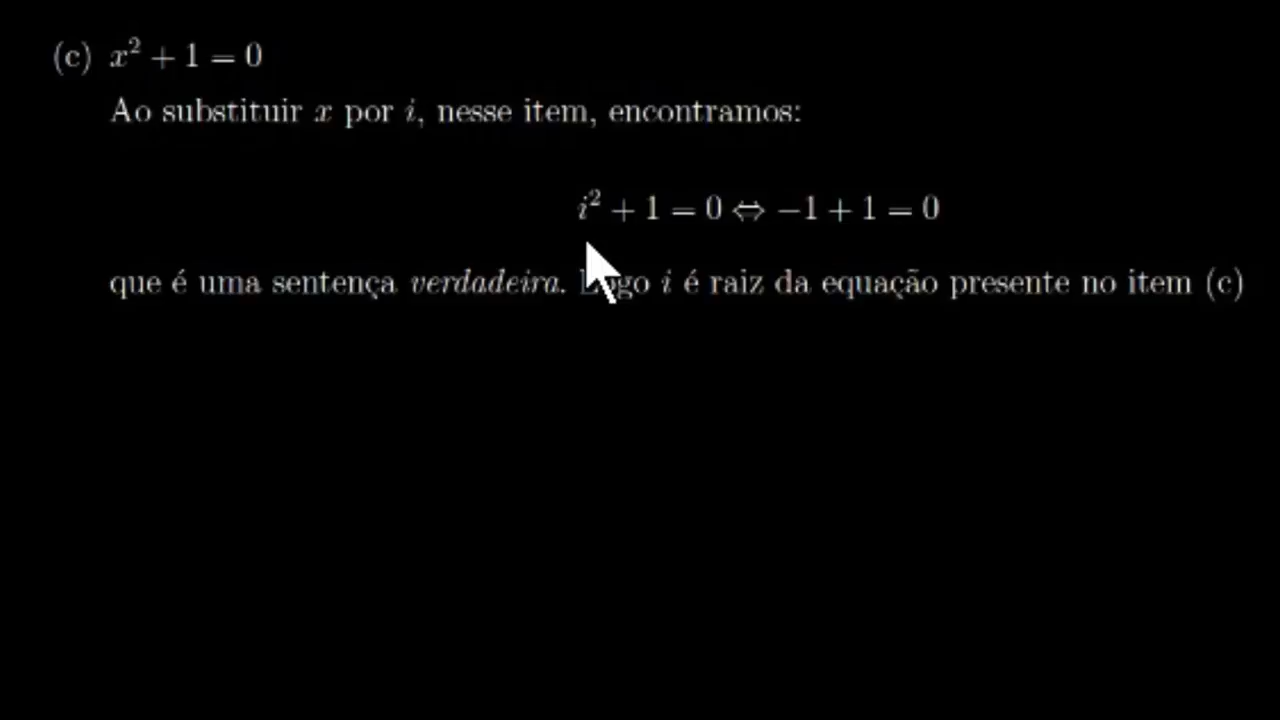 (c) x² + 1 = 0
Ao substituir x por i, nesse item, encontramos:
i² + 1 = 0 ⇔ −1 + 1 = 0
que é uma sentença verdadeira. Logo i é raiz da equação presente no item (c)